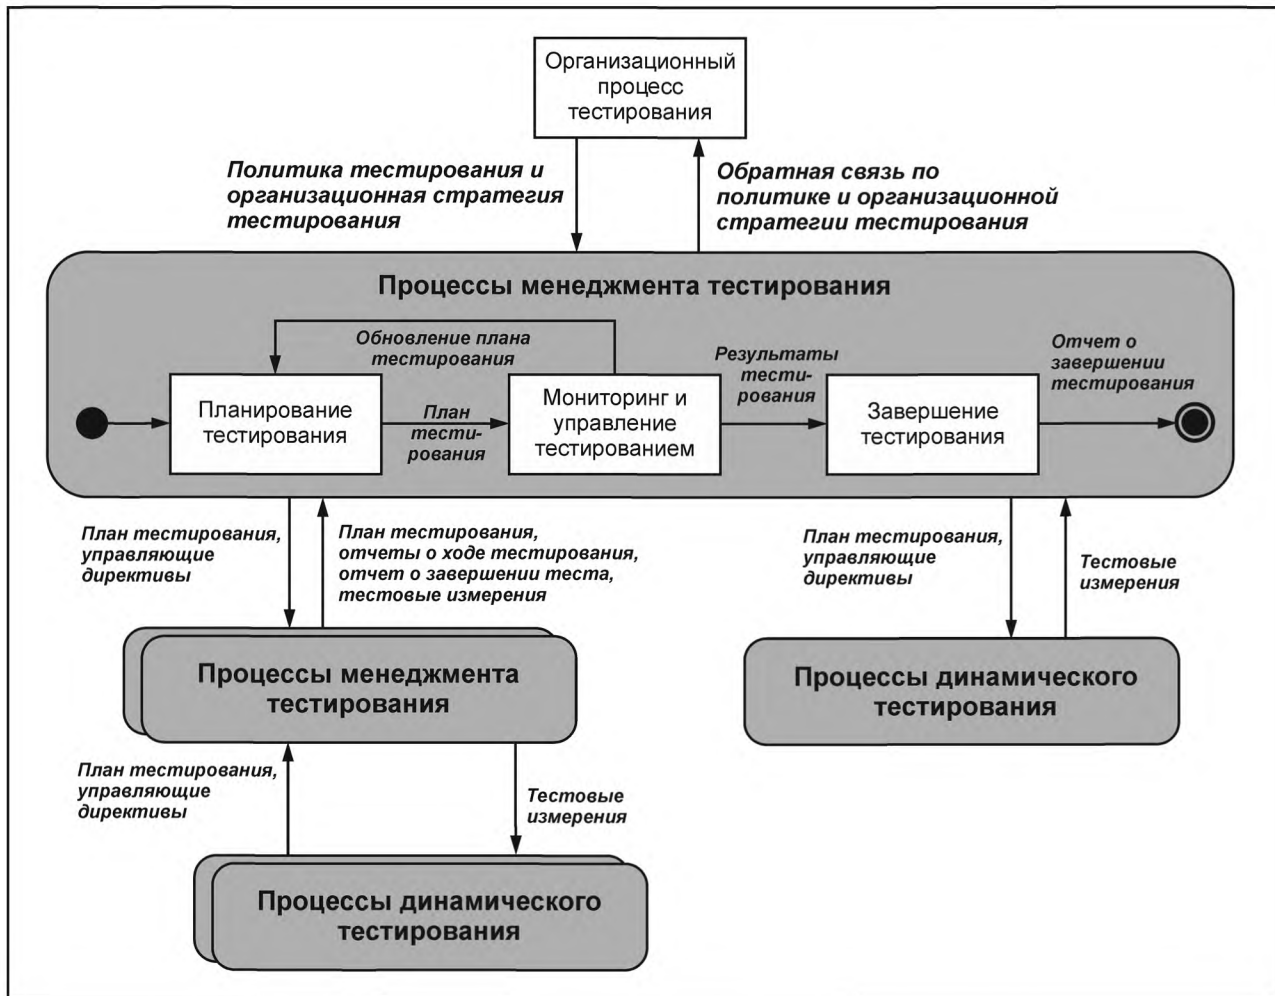 Организационный
процесс
тестирования
Политика тестирования и
организационная стратегия
тестирования
Обратная связь по
политике и организационной
стратегии тестирования
Процессы менеджмента тестирования
Обновление плана
тестирования
Планирование
тестирования
План
тести-
рования
Мониторинг и
управление
тестированием
Результаты
тести-
рования
Завершение
тестирования
Отчет о
завершении
тестирования
План тестирования,
управляющие
директивы
План тестирования,
отчеты о ходе тестирования,
отчет о завершении теста,
тестовые измерения
План тестирования,
управляющие
директивы
Тестовые
измерения
Процессы менеджмента
тестирования
Процессы динамического
тестирования
План тестирования,
управляющие
директивы
Тестовые
измерения
Процессы динамического
тестирования